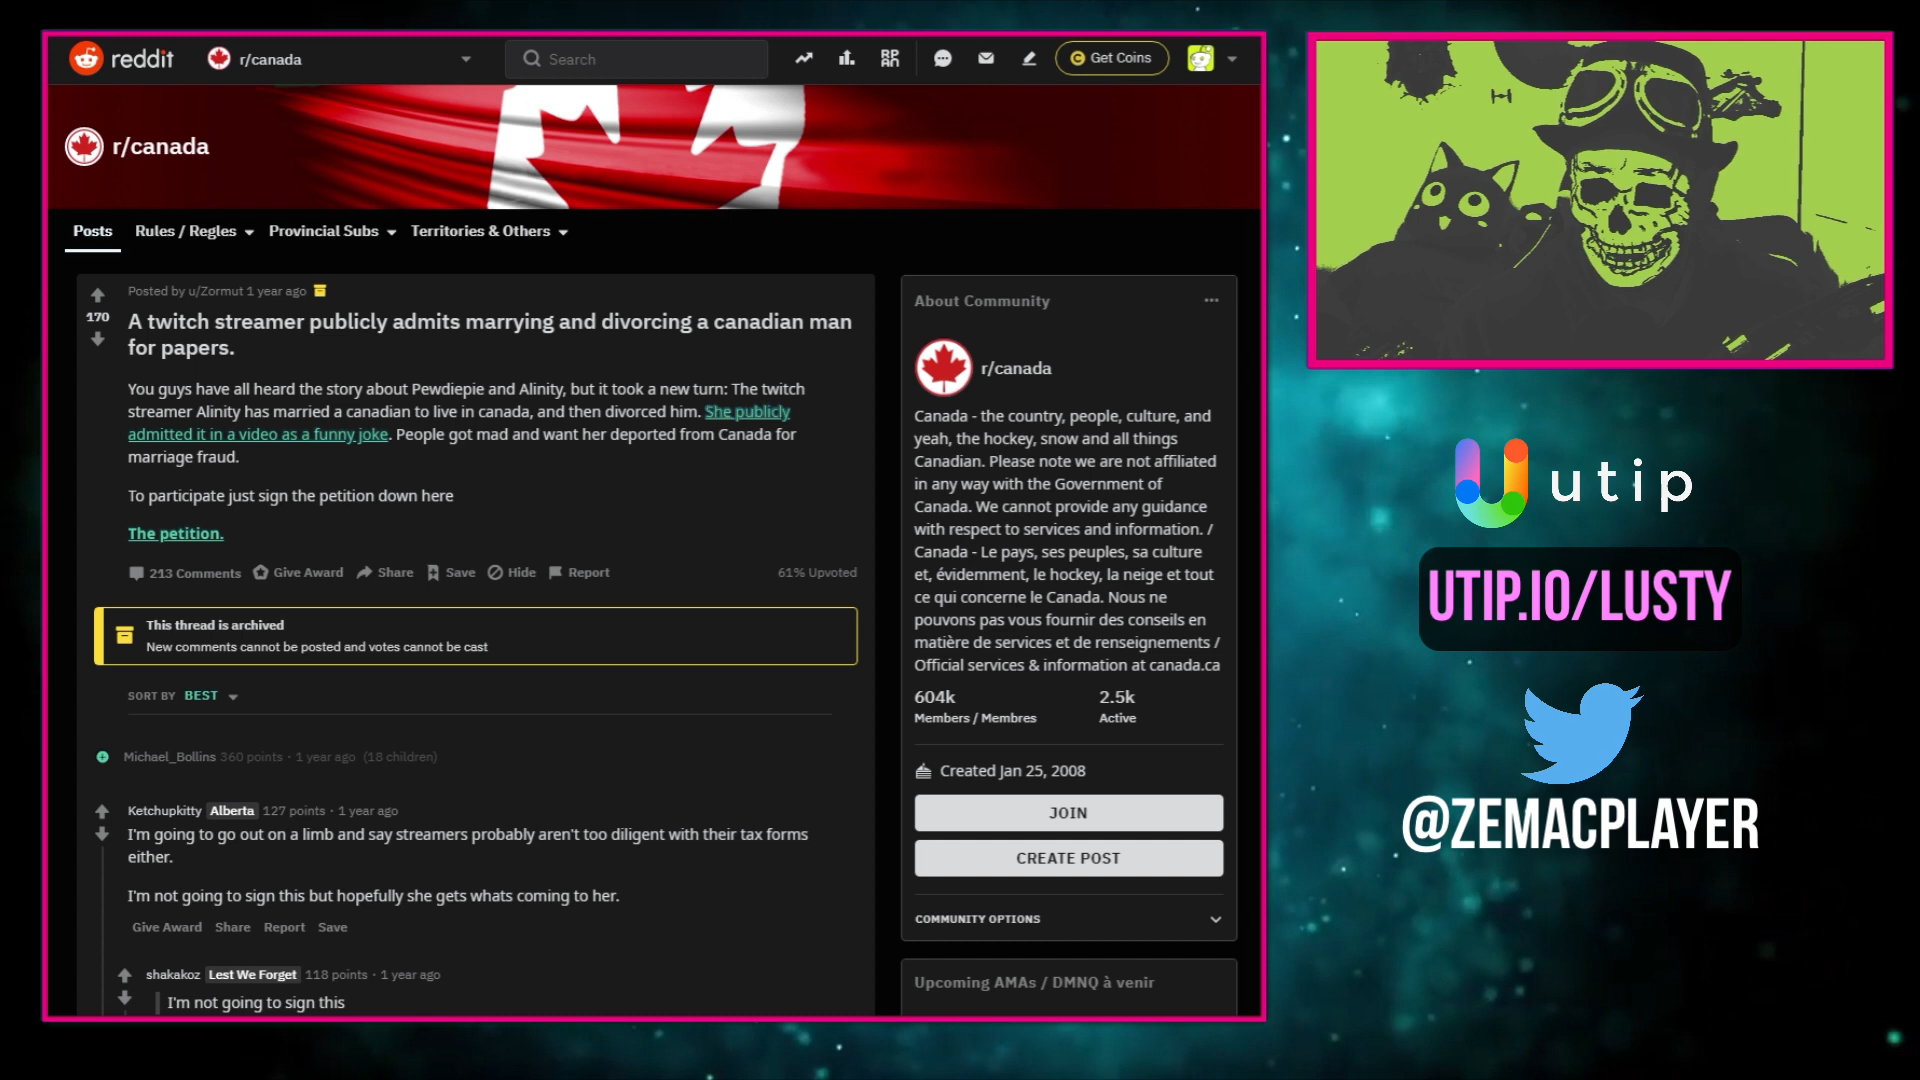 reddit
r/canada
Search
Get Coins
r/canada
Posts
Rules / Regles
Provincial Subs
Territories & Others
Posted by u/Zormut 1 year ago
170
A twitch streamer publicly admits marrying and divorcing a canadian man
for papers.
You guys have all heard the story about Pewdiepie and Alinity, but it took a new turn: The twitch
streamer Alinity has married a canadian to live in canada, and then divorced him. She publicly
admitted it in a video as a funny joke. People got mad and want her deported from Canada for
marriage fraud.
To participate just sign the petition down here
The petition.
213 Comments
Give Award
Share
Save
Hide
Report
61% Upvoted
This thread is archived
New comments cannot be posted and votes cannot be cast
SORT BY BEST
Michael_Bollins 360 points · 1 year ago (18 children)
Ketchupkitty Alberta 127 points · 1 year ago
I'm going to go out on a limb and say streamers probably aren't too diligent with their tax forms
either.
I'm not going to sign this but hopefully she gets whats coming to her.
Give Award Share Report Save
shakakoz Lest We Forget 118 points · 1 year ago
I'm not going to sign this
About Community
r/canada
Canada - the country, people, culture, and
yeah, the hockey, snow and all things
Canadian. Please note we are not affiliated
in any way with the Government of
Canada. We cannot provide any guidance
with respect to services and information. /
Canada - Le pays, ses peuples, sa culture
et, évidemment, le hockey, la neige et tout
ce qui concerne le Canada. Nous ne
pouvons pas vous fournir des conseils en
matière de services et de renseignements /
Official services & information at canada.ca
604k
Members / Membres
2.5k
Active
Created Jan 25, 2008
JOIN
CREATE POST
COMMUNITY OPTIONS
Upcoming AMAs / DMNQ à venir
utip
UTIP.IO/LUSTY
@ZEMACPLAYER